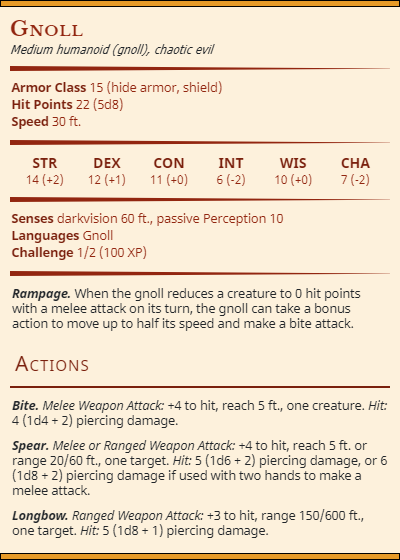 Gnoll
Medium humanoid (gnoll), chaotic evil
Armor Class 15 (hide armor, shield)
Hit Points 22 (5d8)
Speed 30 ft.
STR DEX CON INT WIS CHA
14 (+2) 12 (+1) 11 (+0) 6 (-2) 10 (+0) 7 (-2)
Senses darkvision 60 ft., passive Perception 10
Languages Gnoll
Challenge 1/2 (100 XP)
Rampage. When the gnoll reduces a creature to 0 hit points
with a melee attack on its turn, the gnoll can take a bonus
action to move up to half its speed and make a bite attack.
Actions
Bite. Melee Weapon Attack: +4 to hit, reach 5 ft., one creature. Hit:
4 (1d4 + 2) piercing damage.
Spear. Melee or Ranged Weapon Attack: +4 to hit, reach 5 ft. or
range 20/60 ft., one target. Hit: 5 (1d6 + 2) piercing damage, or 6
(1d8 + 2) piercing damage if used with two hands to make a
melee attack.
Longbow. Ranged Weapon Attack: +3 to hit, range 150/600 ft.,
one target. Hit: 5 (1d8 + 1) piercing damage.